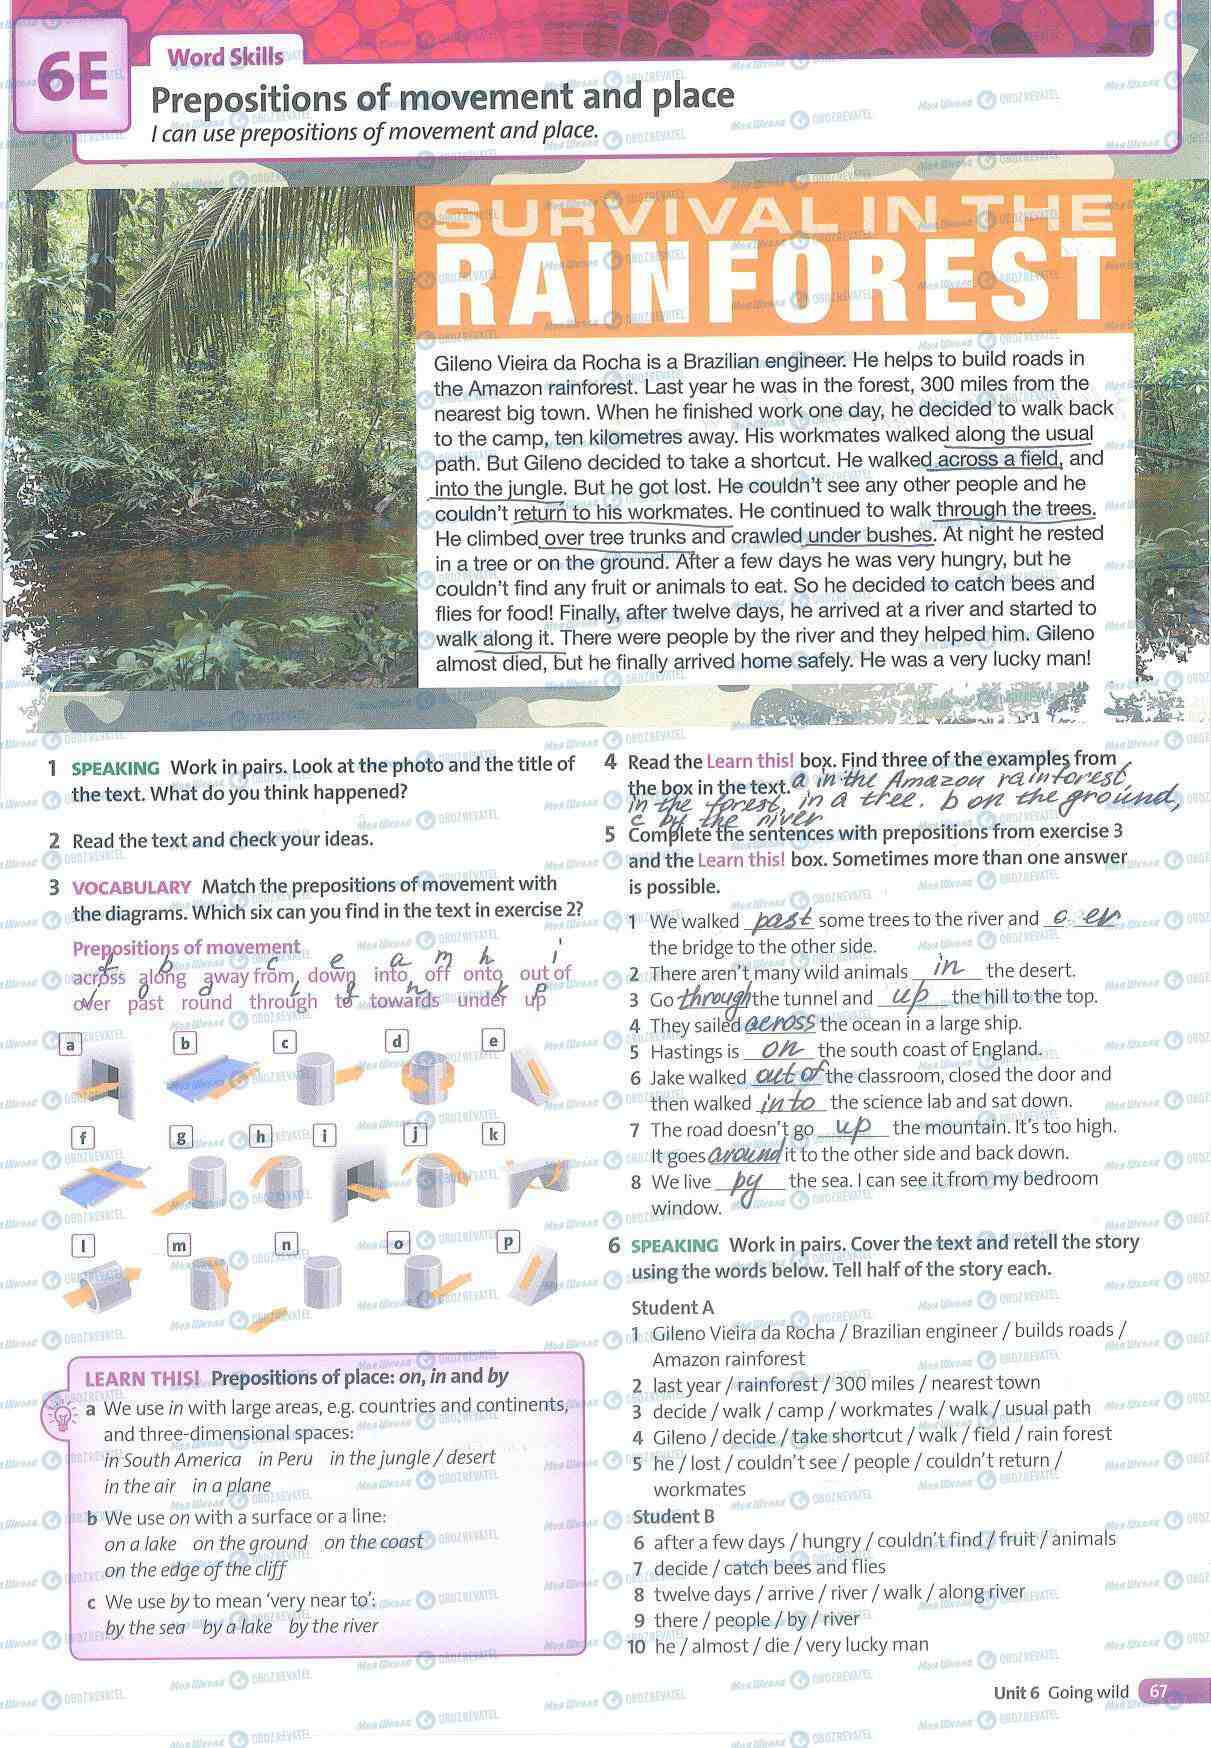 6E
Word Skills
Prepositions of movement and place
I can use prepositions of movement and place.
SURVIVAL IN THE
RAINFOREST
Gileno Vieira da Rocha is a Brazilian engineer. He helps to build roads in
the Amazon rainforest. Last year he was in the forest, 300 miles from the
nearest big town. When he finished work one day, he decided to walk back
to the camp, ten kilometres away. His workmates walked along the usual
path. But Gileno decided to take a shortcut. He walked across a field, and
into the jungle. But he got lost. He couldn't see any other people and he
couldn't return to his workmates. He continued to walk through the trees.
He climbed over tree trunks and crawled under bushes. At night he rested
in a tree or on the ground. After a few days he was very hungry, but he
couldn't find any fruit or animals to eat. So he decided to catch bees and
flies for food! Finally, after twelve days, he arrived at a river and started to
walk along it. There were people by the river and they helped him. Gileno
almost died, but he finally arrived home safely. He was a very lucky man!
1 SPEAKING Work in pairs. Look at the photo and the title of
the text. What do you think happened?
2 Read the text and check your ideas.
3 VOCABULARY Match the prepositions of movement with
the diagrams. Which six can you find in the text in exercise 2?
Prepositions of movement
f b c e a m h i
across along away from down into off onto out of
j o d l g n k p
over past round through to towards under up
a b c d e
f g h i j k
l m n o p
LEARN THIS! Prepositions of place: on, in and by
a We use in with large areas, e.g. countries and continents,
and three-dimensional spaces:
in South America in Peru in the jungle / desert
in the air in a plane
b We use on with a surface or a line:
on a lake on the ground on the coast
on the edge of the cliff
c We use by to mean 'very near to':
by the sea by a lake by the river
4 Read the Learn this! box. Find three of the examples from
the box in the text. a in the Amazon rainforest,
in the forest, in a tree. b on the ground,
c by the river
5 Complete the sentences with prepositions from exercise 3
and the Learn this! box. Sometimes more than one answer
is possible.
1 We walked past some trees to the river and over
the bridge to the other side.
2 There aren't many wild animals in the desert.
3 Go through the tunnel and up the hill to the top.
4 They sailed across the ocean in a large ship.
5 Hastings is on the south coast of England.
6 Jake walked out of the classroom, closed the door and
then walked into the science lab and sat down.
7 The road doesn't go up the mountain. It's too high.
It goes around it to the other side and back down.
8 We live by the sea. I can see it from my bedroom
window.
6 SPEAKING Work in pairs. Cover the text and retell the story
using the words below. Tell half of the story each.
Student A
1 Gileno Vieira da Rocha / Brazilian engineer / builds roads /
Amazon rainforest
2 last year / rainforest / 300 miles / nearest town
3 decide / walk / camp / workmates / walk / usual path
4 Gileno / decide / take shortcut / walk / field / rain forest
5 he / lost / couldn't see / people / couldn't return /
workmates
Student B
6 after a few days / hungry / couldn't find / fruit / animals
7 decide / catch bees and flies
8 twelve days / arrive / river / walk / along river
9 there / people / by / river
10 he / almost / die / very lucky man
Unit 6 Going wild 67